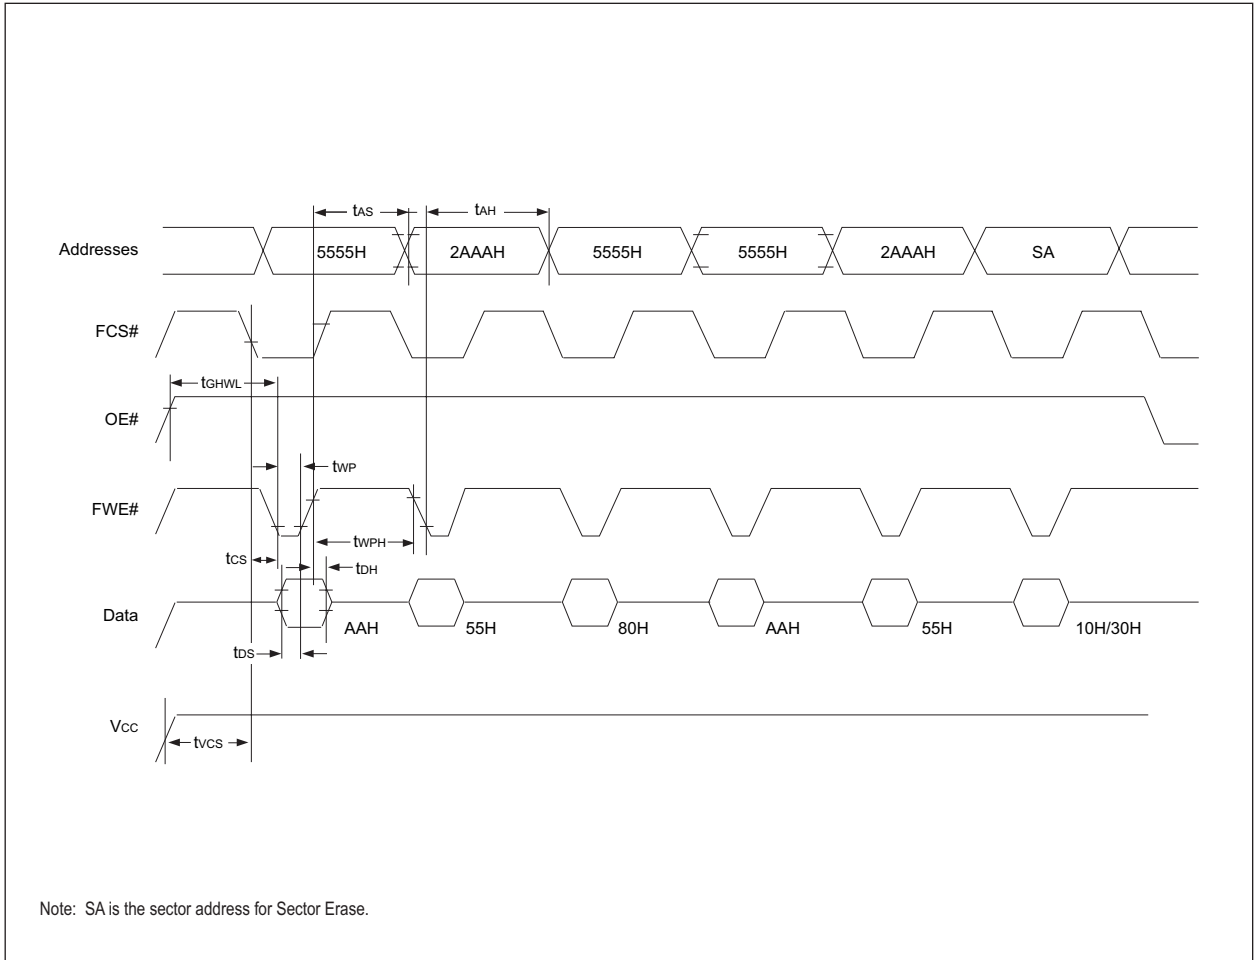 tAS
tAH
Addresses
5555H
2AAAH
5555H
5555H
2AAAH
SA
FCS#
tGHWL
OE#
tWP
FWE#
tWPH
tCS
tDH
Data
AAH
55H
80H
AAH
55H
10H/30H
tDS
VCC
tVCS
Note: SA is the sector address for Sector Erase.